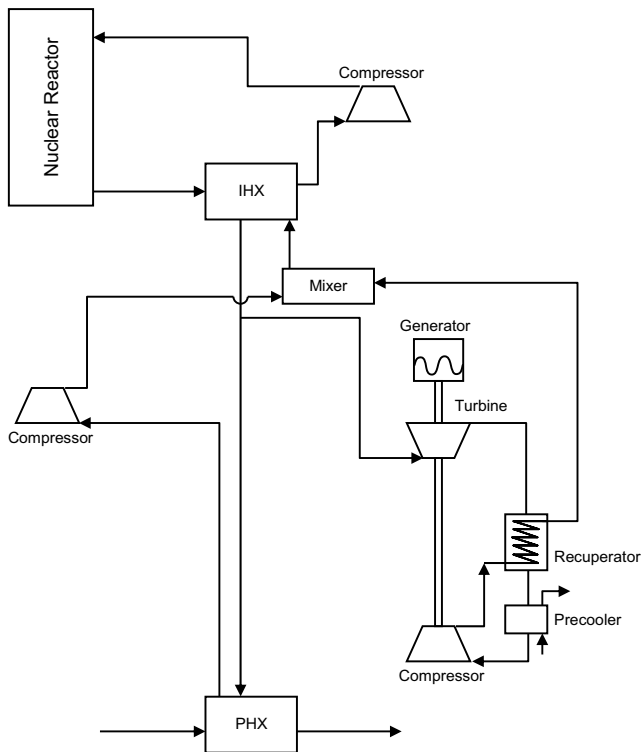 Nuclear Reactor
Compressor
IHX
Mixer
Generator
Turbine
Compressor
Recuperator
Precooler
Compressor
PHX